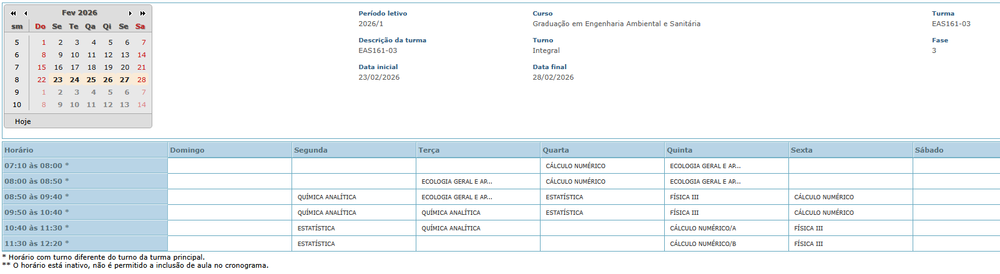 Fev 2026
sm Do Se Te Qa Qi Se Sa
5 1 2 3 4 5 6 7
6 8 9 10 11 12 13 14
7 15 16 17 18 19 20 21
8 22 23 24 25 26 27 28
9 1 2 3 4 5 6 7
10 8 9 10 11 12 13 14
Hoje
Período letivo Curso Turma
2026/1 Graduação em Engenharia Ambiental e Sanitária EAS161-03
Descrição da turma Turno Fase
EAS161-03 Integral 3
Data inicial Data final
23/02/2026 28/02/2026
Horário Domingo Segunda Terça Quarta Quinta Sexta Sábado
07:10 às 08:00 * CÁLCULO NUMÉRICO ECOLOGIA GERAL E AP...
08:00 às 08:50 * ECOLOGIA GERAL E AP... CÁLCULO NUMÉRICO ECOLOGIA GERAL E AP...
08:50 às 09:40 * QUÍMICA ANALÍTICA ECOLOGIA GERAL E AP... ESTATÍSTICA FÍSICA III CÁLCULO NUMÉRICO
09:50 às 10:40 * QUÍMICA ANALÍTICA QUÍMICA ANALÍTICA ESTATÍSTICA FÍSICA III CÁLCULO NUMÉRICO
10:40 às 11:30 * ESTATÍSTICA QUÍMICA ANALÍTICA CÁLCULO NUMÉRICO/A FÍSICA III
11:30 às 12:20 * ESTATÍSTICA CÁLCULO NUMÉRICO/B FÍSICA III
* Horário com turno diferente do turno da turma principal.
** O horário está inativo, não é permitido a inclusão de aula no cronograma.